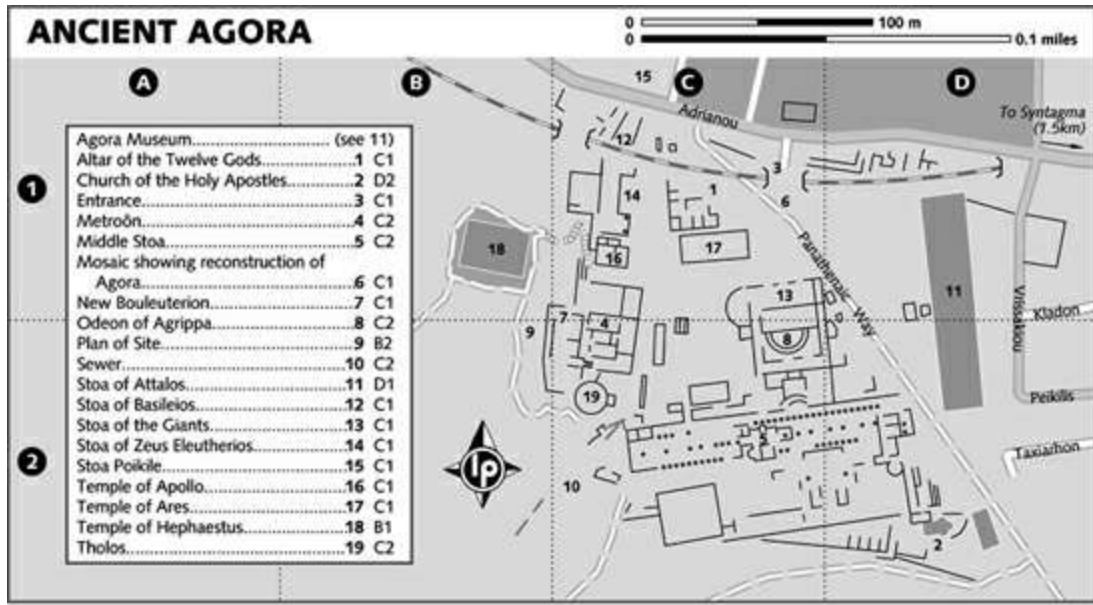 ANCIENT AGORA
0 100 m
0 0.1 miles
A B C D
1
2
Agora Museum............................ (see 11)
Altar of the Twelve Gods................1 C1
Church of the Holy Apostles...........2 D2
Entrance.....................................3 C1
Metroön.....................................4 C2
Middle Stoa.................................5 C2
Mosaic showing reconstruction of
Agora.....................................6 C1
New Bouleuterion........................7 C1
Odeon of Agrippa........................8 C2
Plan of Site.................................9 B2
Sewer.......................................10 C2
Stoa of Attalos...........................11 D1
Stoa of Basileios.........................12 C1
Stoa of the Giants.......................13 C1
Stoa of Zeus Eleutherios..............14 C1
Stoa Poikile...............................15 C1
Temple of Apollo........................16 C1
Temple of Ares...........................17 C1
Temple of Hephaestus.................18 B1
Tholos......................................19 C2
15
Adrianou
To Syntagma
(1.5km)
12
3
14
1
6
18
16
17
Panathenaic Way
13
11
Vrissakiou
Kladon
9
7
4
8
19
Peikilis
5
Taxiarhon
lp
10
2